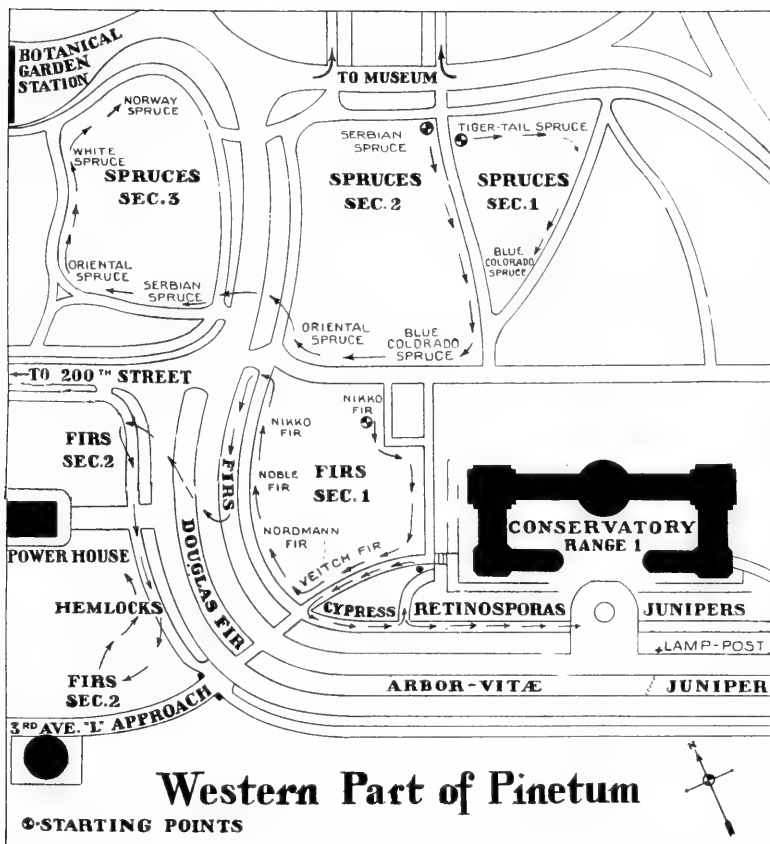 BOTANICAL
GARDEN
STATION
TO MUSEUM
NORWAY
SPRUCE
WHITE
SPRUCE
SPRUCES
SEC. 3
ORIENTAL
SPRUCE
SERBIAN
SPRUCE
SERBIAN
SPRUCE
SPRUCES
SEC. 2
ORIENTAL
SPRUCE
BLUE
COLORADO
SPRUCE
TIGER-TAIL SPRUCE
SPRUCES
SEC. 1
BLUE
COLORADO
SPRUCE
TO 200TH STREET
FIRS
SEC. 2
FIRS
NIKKO
FIR
NIKKO
FIR
NOBLE
FIR
FIRS
SEC. 1
NORDMANN
FIR
VEITCH FIR
POWER HOUSE
DOUGLAS FIR
CONSERVATORY
RANGE 1
HEMLOCKS
CYPRESS
RETINOSPORAS
JUNIPERS
LAMP-POST
FIRS
SEC. 2
ARBOR-VITÆ
JUNIPER
3RD AVE. "L" APPROACH
N
Western Part of Pinetum
STARTING POINTS